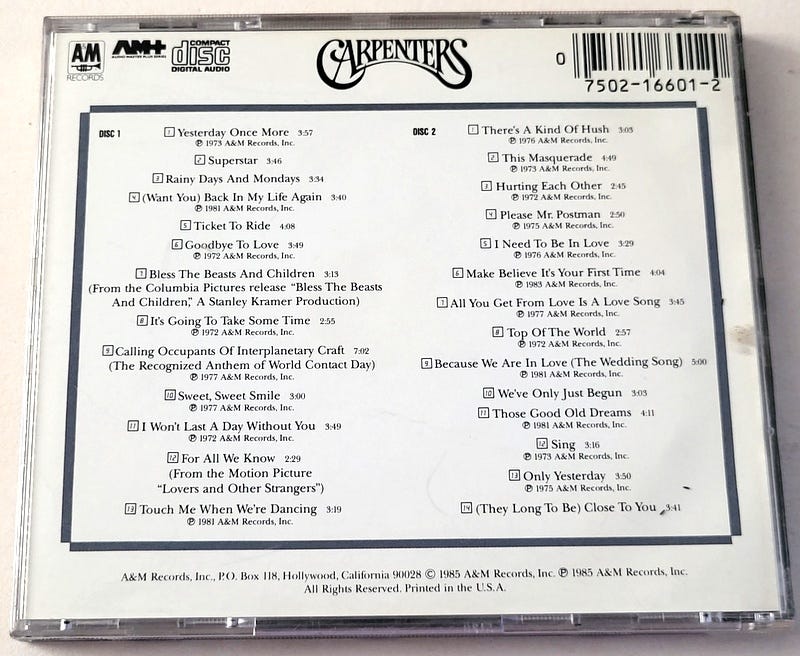 A&M
RECORDS
AM+
AUDIO MASTER PLUS SERIES
COMPACT
disc
DIGITAL AUDIO
CARPENTERS
0
7502-16601-2
DISC 1
1 Yesterday Once More 3:57
℗ 1973 A&M Records, Inc.
2 Superstar 3:46
3 Rainy Days And Mondays 3:34
4 (Want You) Back In My Life Again 3:40
℗ 1981 A&M Records, Inc.
5 Ticket To Ride 4:08
6 Goodbye To Love 3:49
℗ 1972 A&M Records, Inc.
7 Bless The Beasts And Children 3:13
(From the Columbia Pictures release “Bless The Beasts
And Children,” A Stanley Kramer Production)
8 It's Going To Take Some Time 2:55
℗ 1972 A&M Records, Inc.
9 Calling Occupants Of Interplanetary Craft 7:02
(The Recognized Anthem of World Contact Day)
℗ 1977 A&M Records, Inc.
10 Sweet, Sweet Smile 3:00
℗ 1977 A&M Records, Inc.
11 I Won't Last A Day Without You 3:49
℗ 1972 A&M Records, Inc.
12 For All We Know 2:29
(From the Motion Picture
“Lovers and Other Strangers”)
13 Touch Me When We're Dancing 3:19
℗ 1981 A&M Records, Inc.
DISC 2
1 There's A Kind Of Hush 3:03
℗ 1976 A&M Records, Inc.
2 This Masquerade 4:49
℗ 1973 A&M Records, Inc.
3 Hurting Each Other 2:45
℗ 1972 A&M Records, Inc.
4 Please Mr. Postman 2:50
℗ 1975 A&M Records, Inc.
5 I Need To Be In Love 3:29
℗ 1976 A&M Records, Inc.
6 Make Believe It's Your First Time 4:04
℗ 1983 A&M Records, Inc.
7 All You Get From Love Is A Love Song 3:45
℗ 1977 A&M Records, Inc.
8 Top Of The World 2:57
℗ 1972 A&M Records, Inc.
9 Because We Are In Love (The Wedding Song) 5:00
℗ 1981 A&M Records, Inc.
10 We've Only Just Begun 3:03
11 Those Good Old Dreams 4:11
℗ 1981 A&M Records, Inc.
12 Sing 3:16
℗ 1973 A&M Records, Inc.
13 Only Yesterday 3:50
℗ 1975 A&M Records, Inc.
14 (They Long To Be) Close To You 3:41
A&M Records, Inc., P.O. Box 118, Hollywood, California 90028 © 1985 A&M Records, Inc. ℗ 1985 A&M Records, Inc.
All Rights Reserved. Printed in the U.S.A.